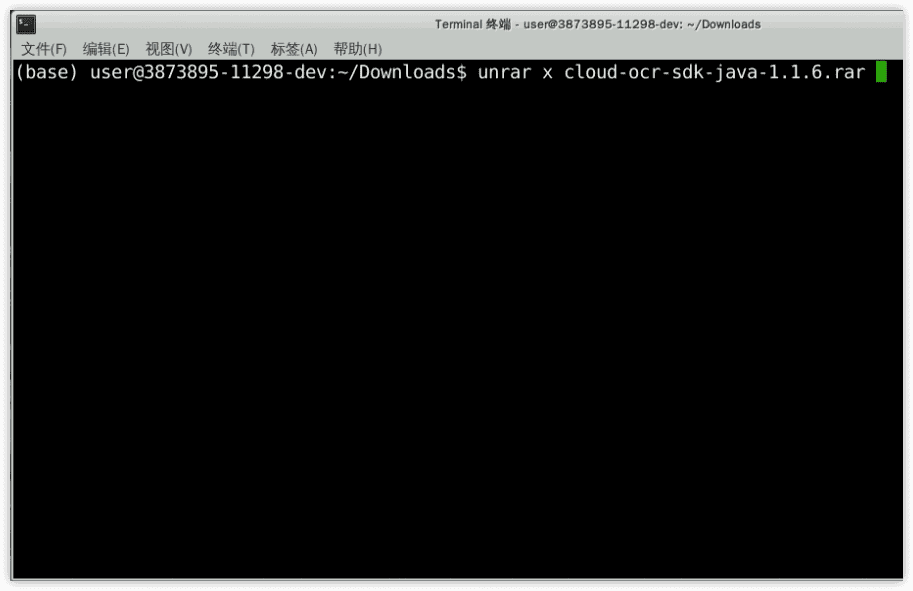 Terminal 终端 - user@3873895-11298-dev: ~/Downloads
文件(F) 编辑(E) 视图(V) 终端(T) 标签(A) 帮助(H)
(base) user@3873895-11298-dev:~/Downloads$ unrar x cloud-ocr-sdk-java-1.1.6.rar